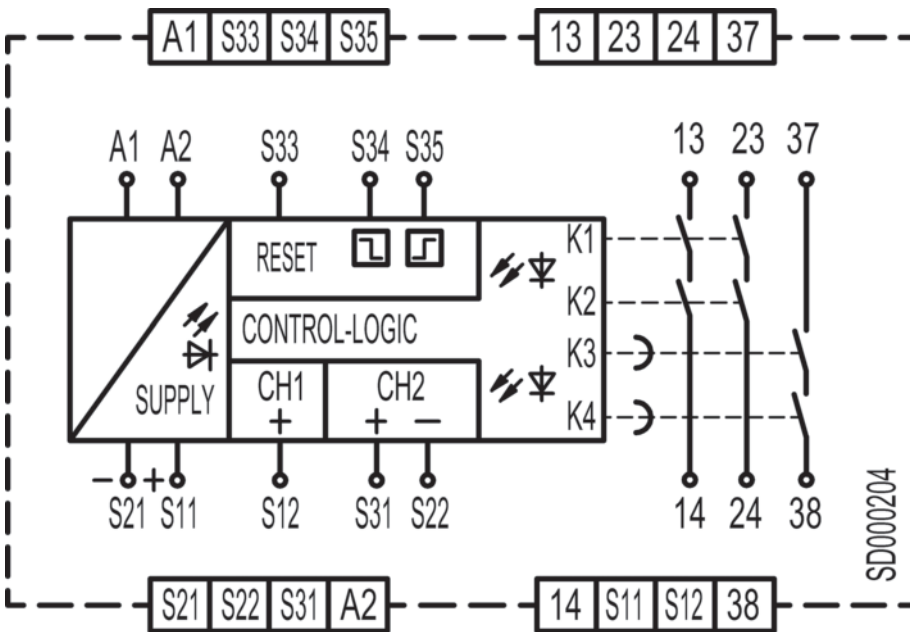 A1 S33 S34 S35 13 23 24 37
A1 A2 S33 S34 S35 13 23 37
RESET K1
K2
CONTROL-LOGIC
K3
SUPPLY CH1 CH2
+ + − K4
− S21 + S11 S12 S31 S22 14 24 38
SD000204
S21 S22 S31 A2 14 S11 S12 38